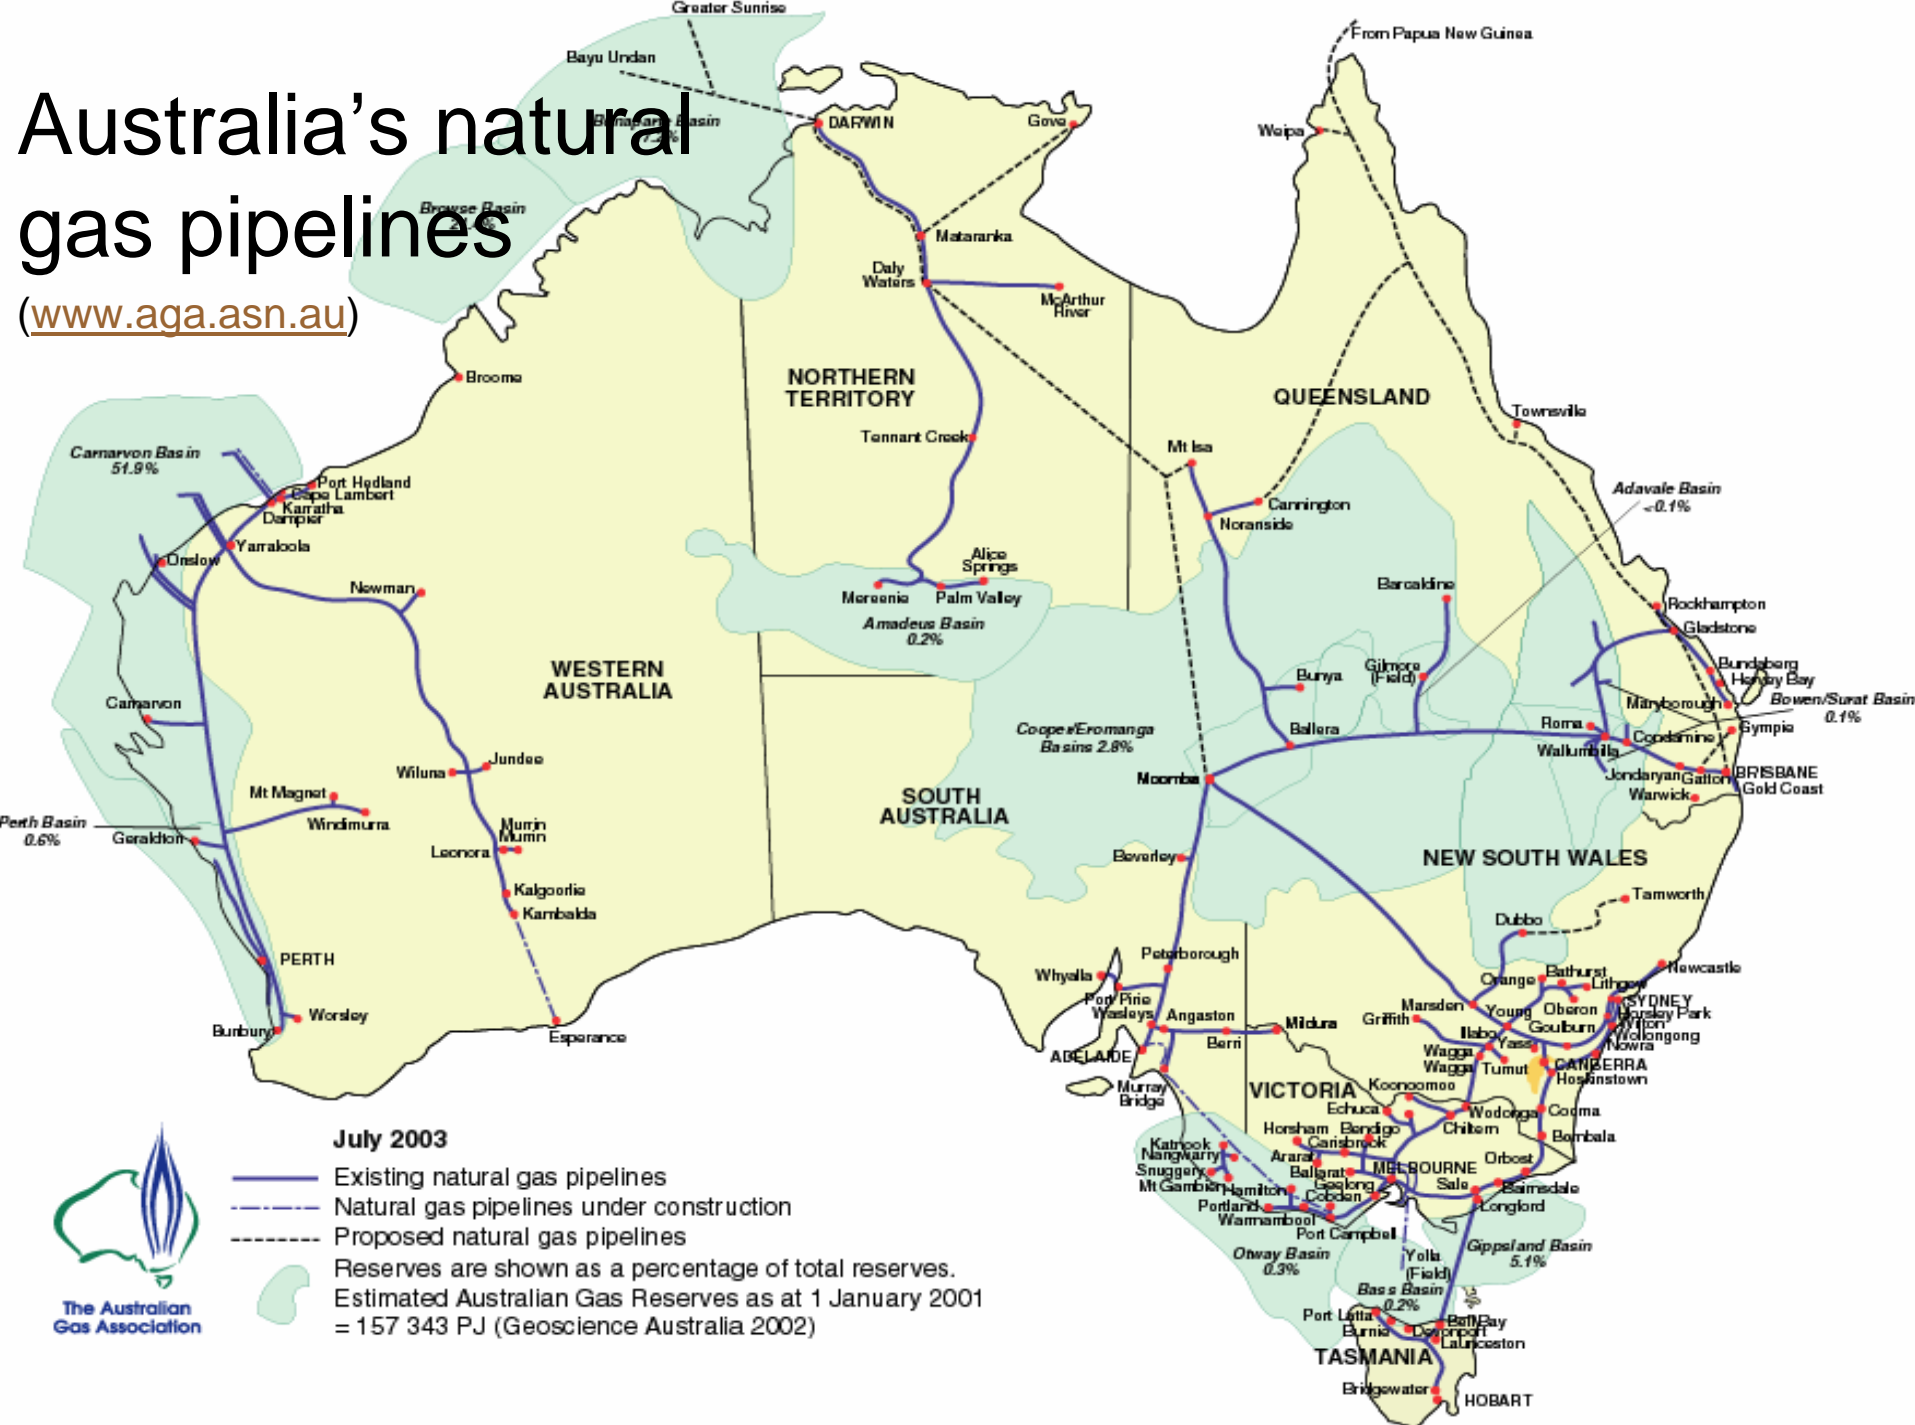 Australia's natural
gas pipelines
(www.aga.asn.au)
Greater Sunrise
Bayu Undan
From Papua New Guinea
Bonaparte Basin
DARWIN
Gove
Weipa
Browse Basin
Mataranka
Daly
Waters
McArthur
River
Broome
NORTHERN
TERRITORY
QUEENSLAND
Townsville
Tennant Creek
Mt Isa
Carnarvon Basin
51.9%
Port Hedland
Cape Lambert
Karratha
Dampier
Adavale Basin
<0.1%
Cannington
Noranside
Yarraloola
Onslow
Alice
Springs
Newman
Mereenie
Palm Valley
Barcaldine
Rockhampton
Gladstone
Amadeus Basin
0.2%
WESTERN
AUSTRALIA
Gilmore
(Field)
Bunya
Bundaberg
Hervey Bay
Maryborough
Bowen/Surat Basin
0.1%
Carnarvon
Cooper/Eromanga
Basins 2.8%
Ballera
Roma
Condamine
Gympie
Wallumbilla
Wiluna
Jundee
Moomba
Jondaryan
Gatton
BRISBANE
Gold Coast
Warwick
Mt Magnet
Windimurra
SOUTH
AUSTRALIA
Perth Basin
0.6%
Geraldton
Murrin
Murrin
Leonora
Beverley
NEW SOUTH WALES
Kalgoorlie
Kambalda
Tamworth
Dubbo
PERTH
Peterborough
Whyalla
Port Pirie
Newcastle
Orange
Bathurst
Lithgow
Oberon
SYDNEY
Horsley Park
Wilton
Wollongong
Nowra
Worsley
Bunbury
Esperance
Wasleys
Angaston
Berri
Mildura
Marsden
Young
Griffith
Illabo
Goulburn
Yass
ADELAIDE
Murray
Bridge
Wagga
Wagga
Tumut
CANBERRA
Hoskinstown
VICTORIA
Koonoomoo
Echuca
Wodonga
Cooma
Chiltern
Bombala
Horsham
Bendigo
Carisbrook
Katnook
Nangwarry
Snuggery
Mt Gambier
Ararat
Ballarat
MELBOURNE
Orbost
Geelong
Sale
Bairnsdale
Hamilton
Cobden
Longford
Portland
Warrnambool
Port Campbell
Otway Basin
0.3%
Yolla
(Field)
Gippsland Basin
5.1%
Bass Basin
0.2%
Port Latta
Burnie
Devonport
Bell Bay
Launceston
TASMANIA
Bridgewater
HOBART
July 2003
Existing natural gas pipelines
Natural gas pipelines under construction
Proposed natural gas pipelines
Reserves are shown as a percentage of total reserves.
Estimated Australian Gas Reserves as at 1 January 2001
= 157 343 PJ (Geoscience Australia 2002)
The Australian
Gas Association